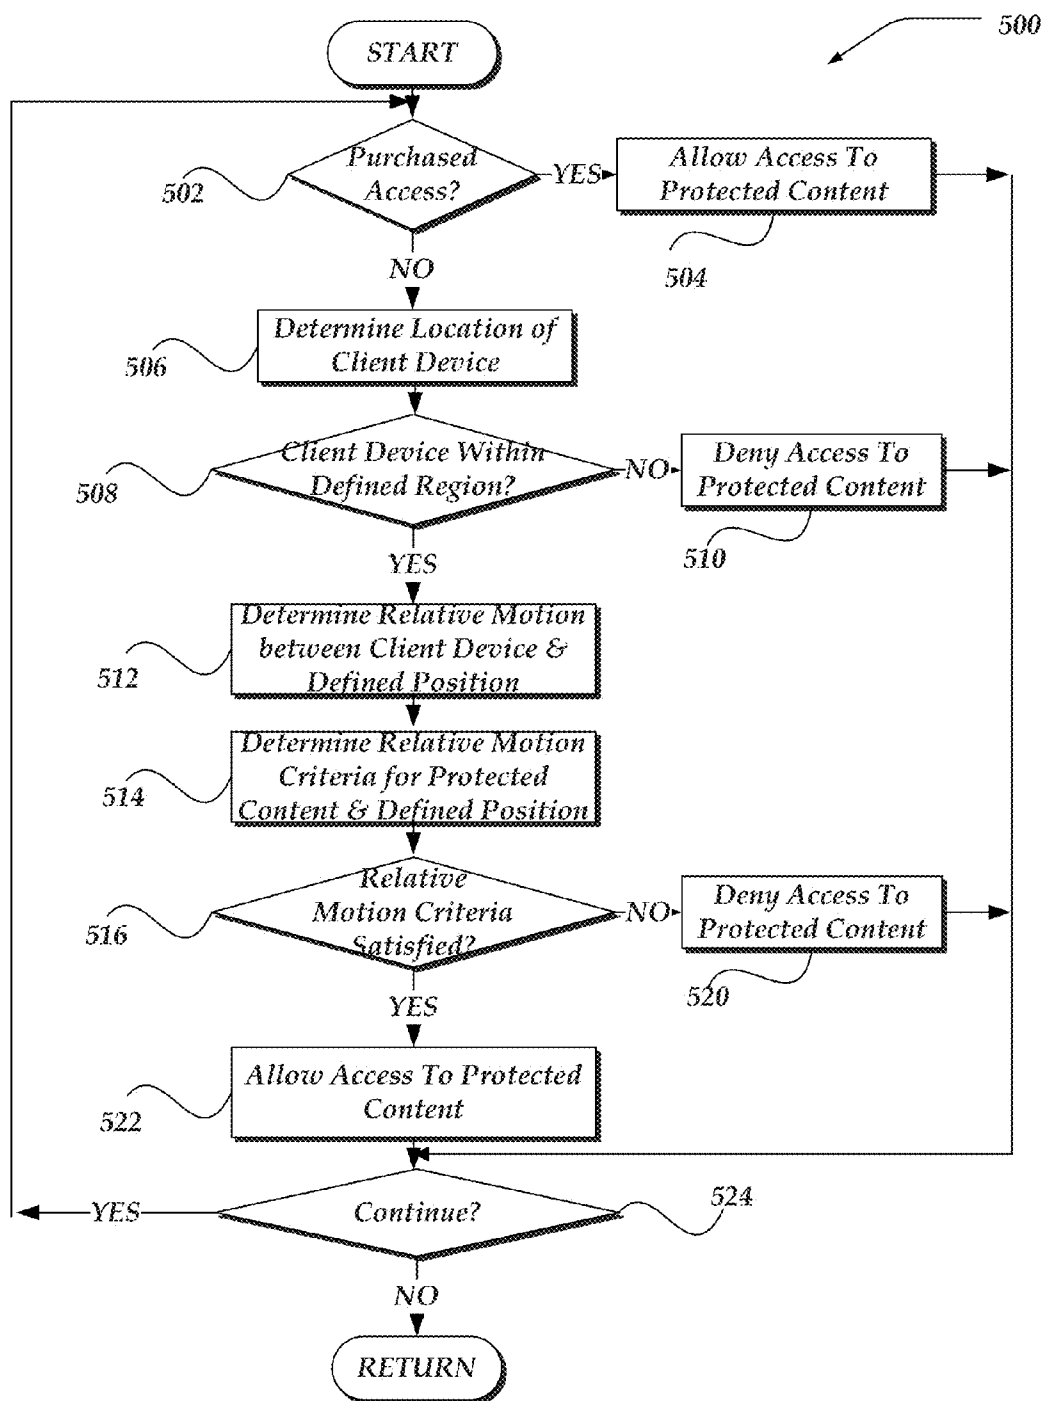 START
500
Purchased
Access?
502
YES
Allow Access To
Protected Content
504
NO
Determine Location of
Client Device
506
Client Device Within
Defined Region?
508
NO
Deny Access To
Protected Content
510
YES
Determine Relative Motion
between Client Device &
Defined Position
512
Determine Relative Motion
Criteria for Protected
Content & Defined Position
514
Relative
Motion Criteria
Satisfied?
516
NO
Deny Access To
Protected Content
520
YES
Allow Access To Protected
Content
522
Continue?
524
YES
NO
RETURN